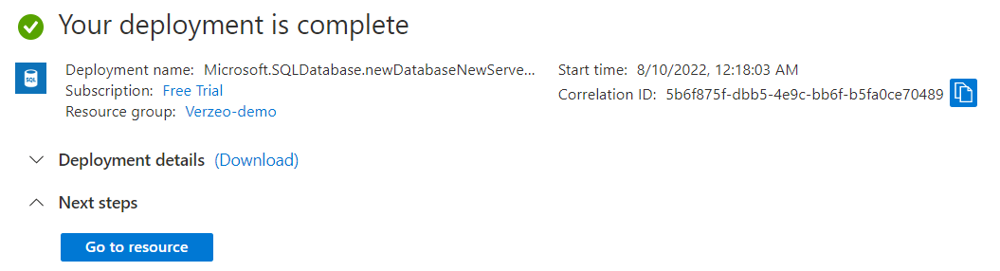 Your deployment is complete
SQL
Deployment name: Microsoft.SQLDatabase.newDatabaseNewServe...
Subscription: Free Trial
Resource group: Verzeo-demo
Start time: 8/10/2022, 12:18:03 AM
Correlation ID: 5b6f875f-dbb5-4e9c-bb6f-b5fa0ce70489
Deployment details (Download)
Next steps
Go to resource